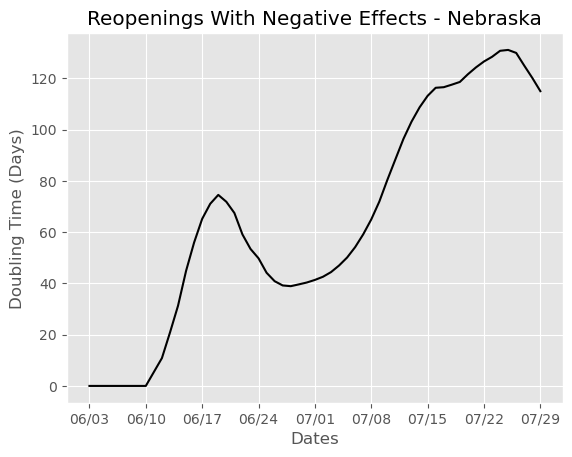 Reopenings With Negative Effects - Nebraska
Doubling Time (Days)
120
100
80
60
40
20
0
06/03 06/10 06/17 06/24 07/01 07/08 07/15 07/22 07/29
Dates